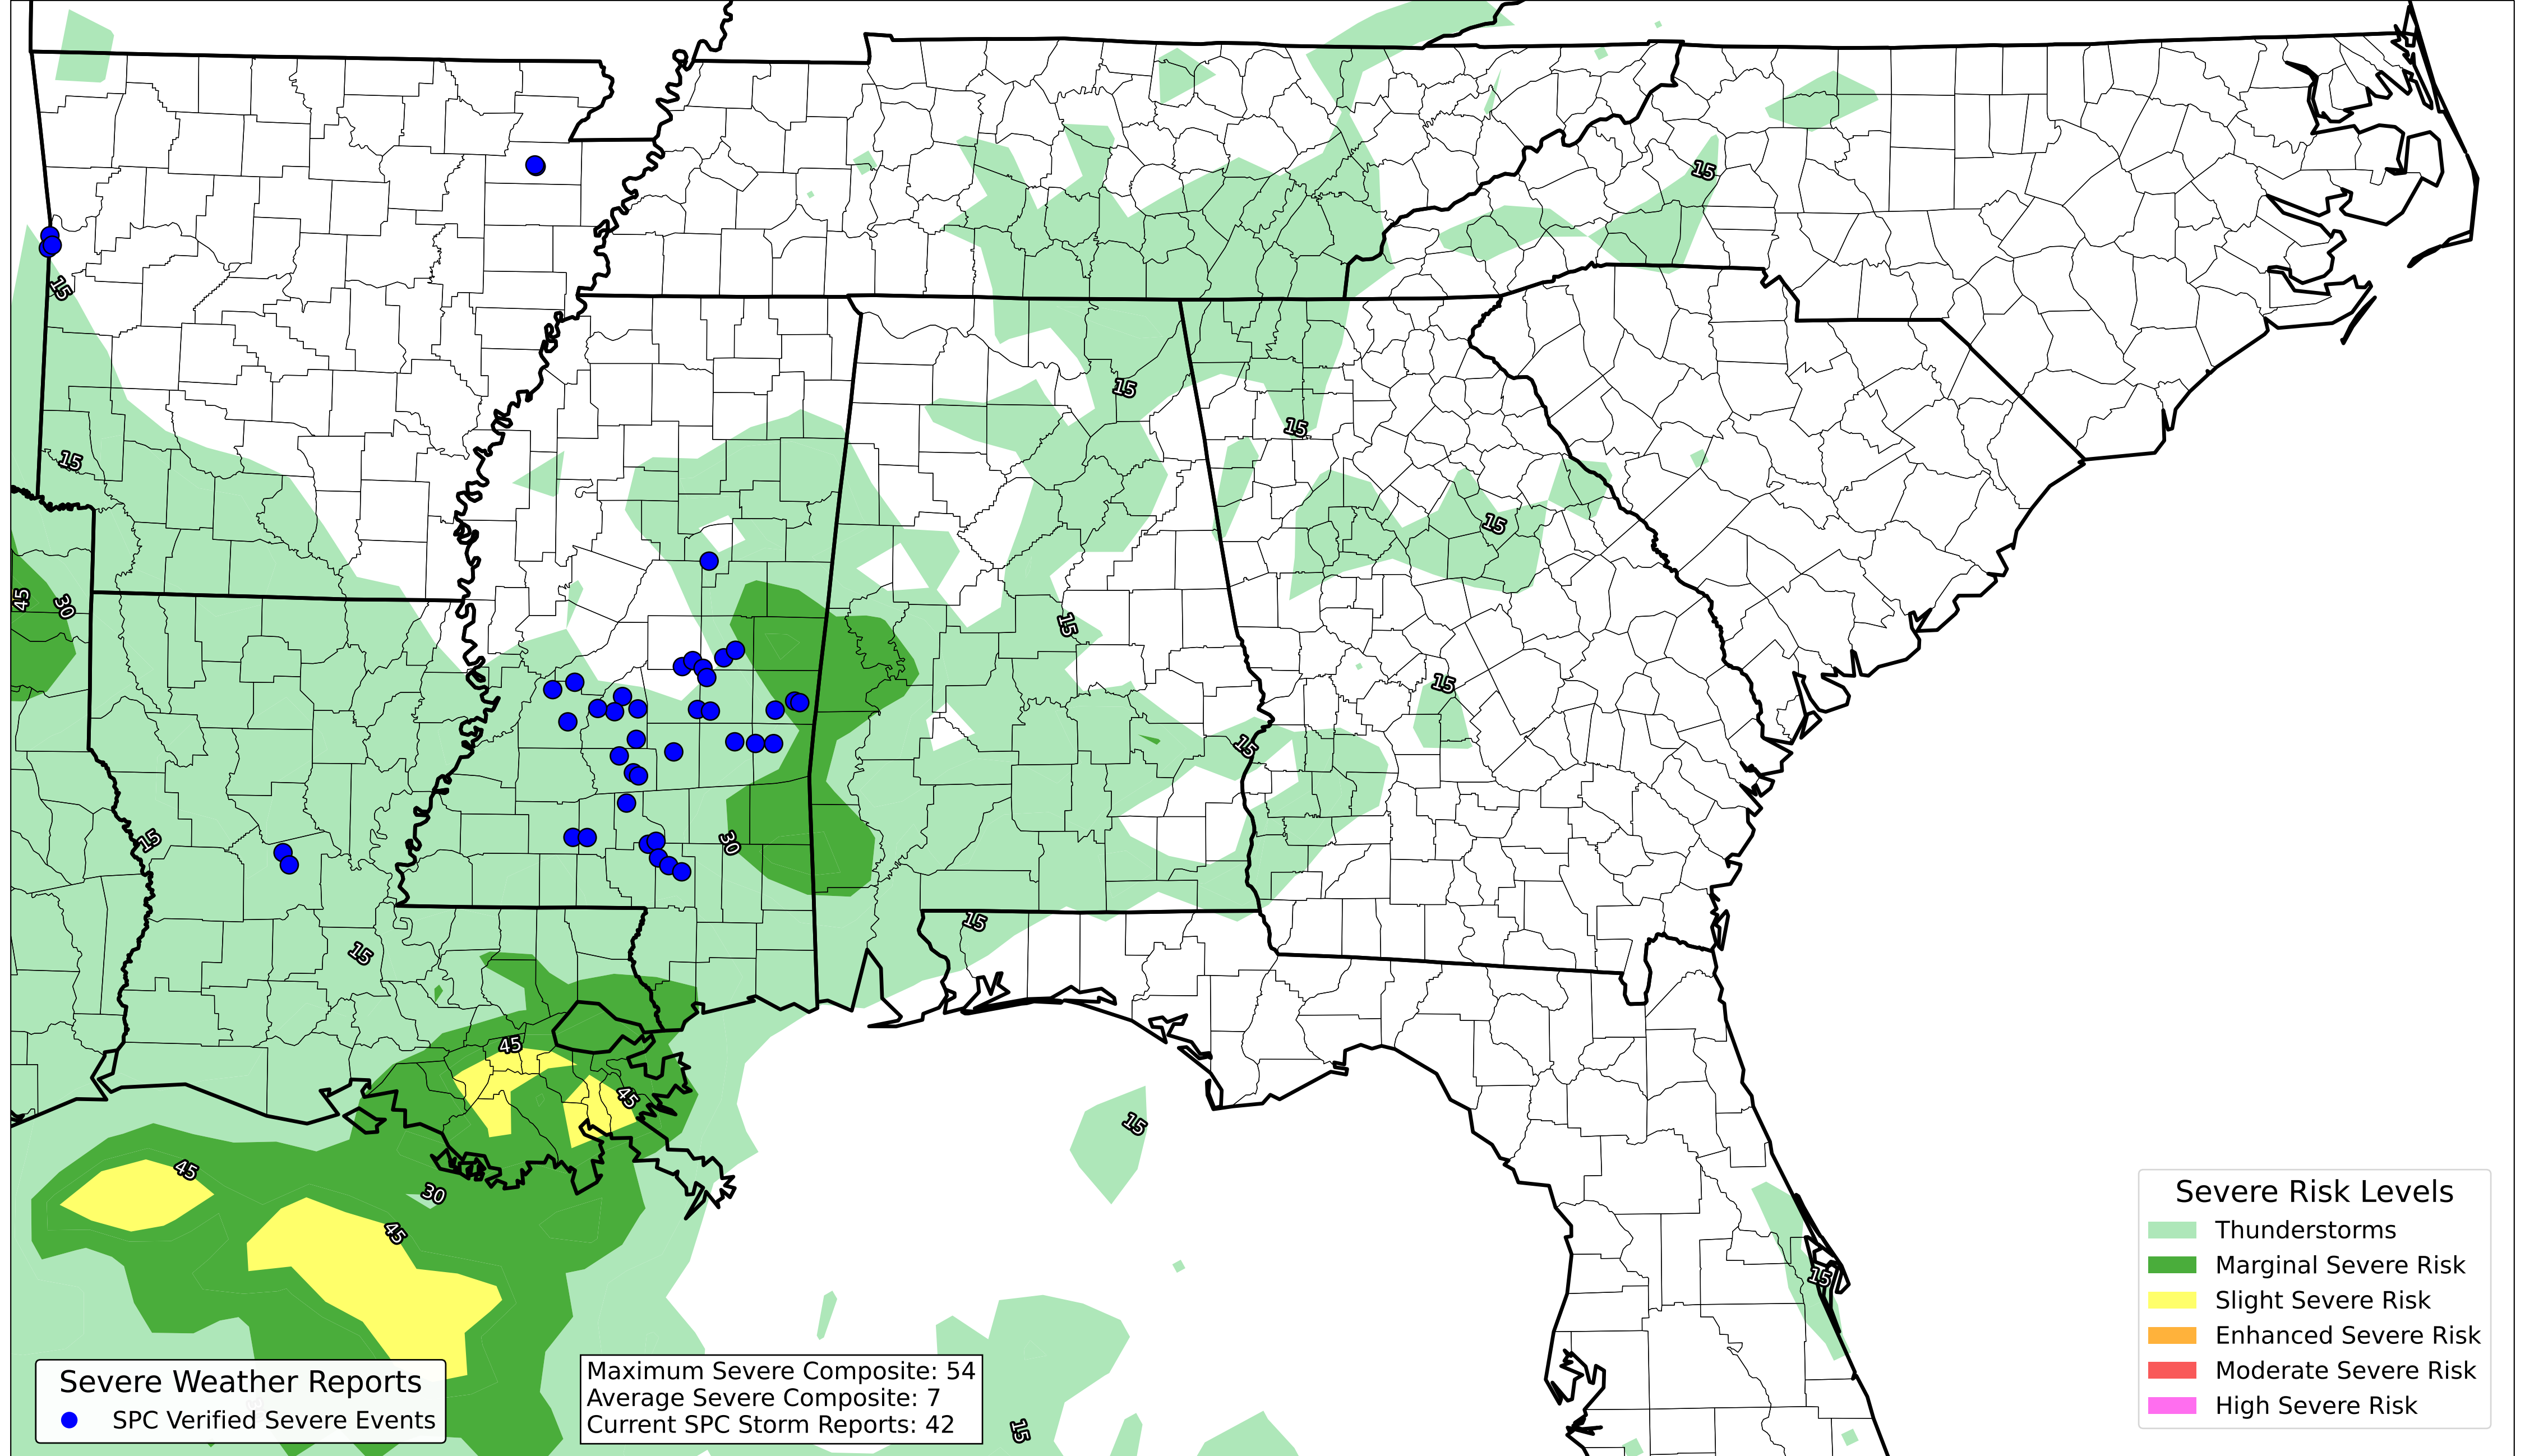 15
15
15
15
15
45
30
15
15
15
30
15
15
15
45
45
15
45
30
45
15
15
Severe Risk Levels
Thunderstorms
Marginal Severe Risk
Slight Severe Risk
Enhanced Severe Risk
Moderate Severe Risk
High Severe Risk
Maximum Severe Composite: 54
Average Severe Composite: 7
Current SPC Storm Reports: 42
Severe Weather Reports
SPC Verified Severe Events
15